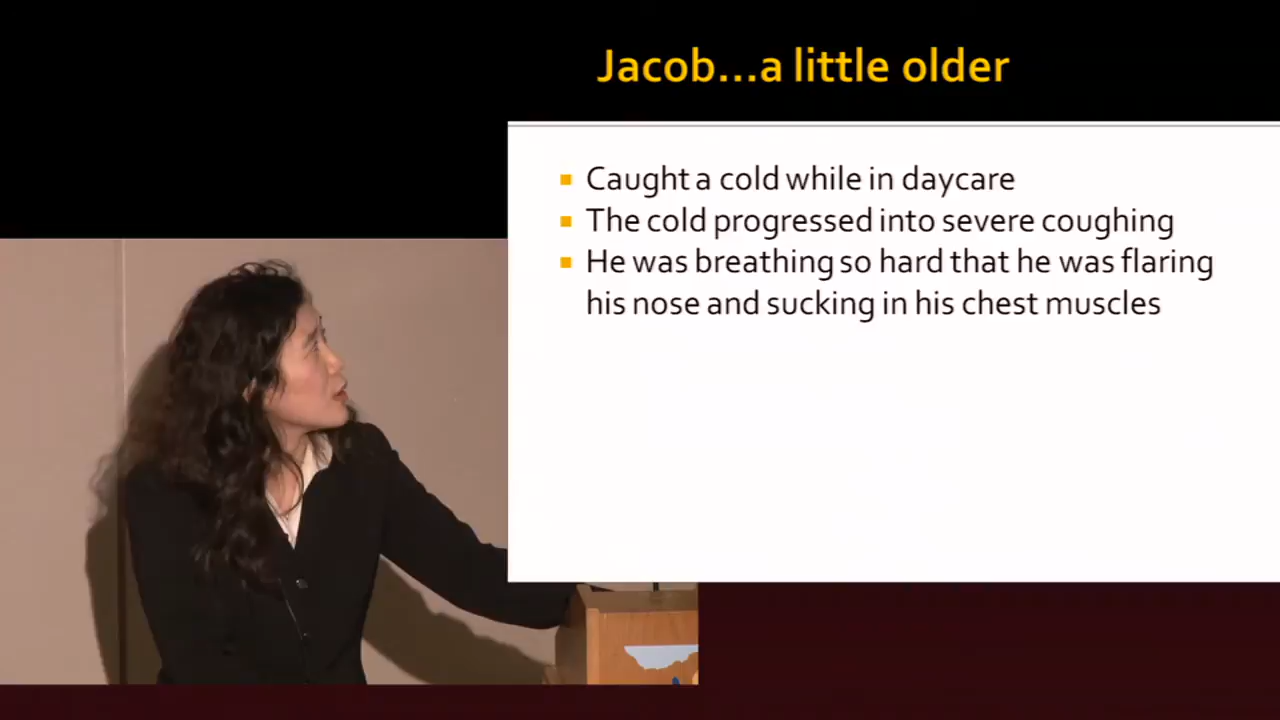 Jacob...a little older
Caught a cold while in daycare
The cold progressed into severe coughing
He was breathing so hard that he was flaring
his nose and sucking in his chest muscles